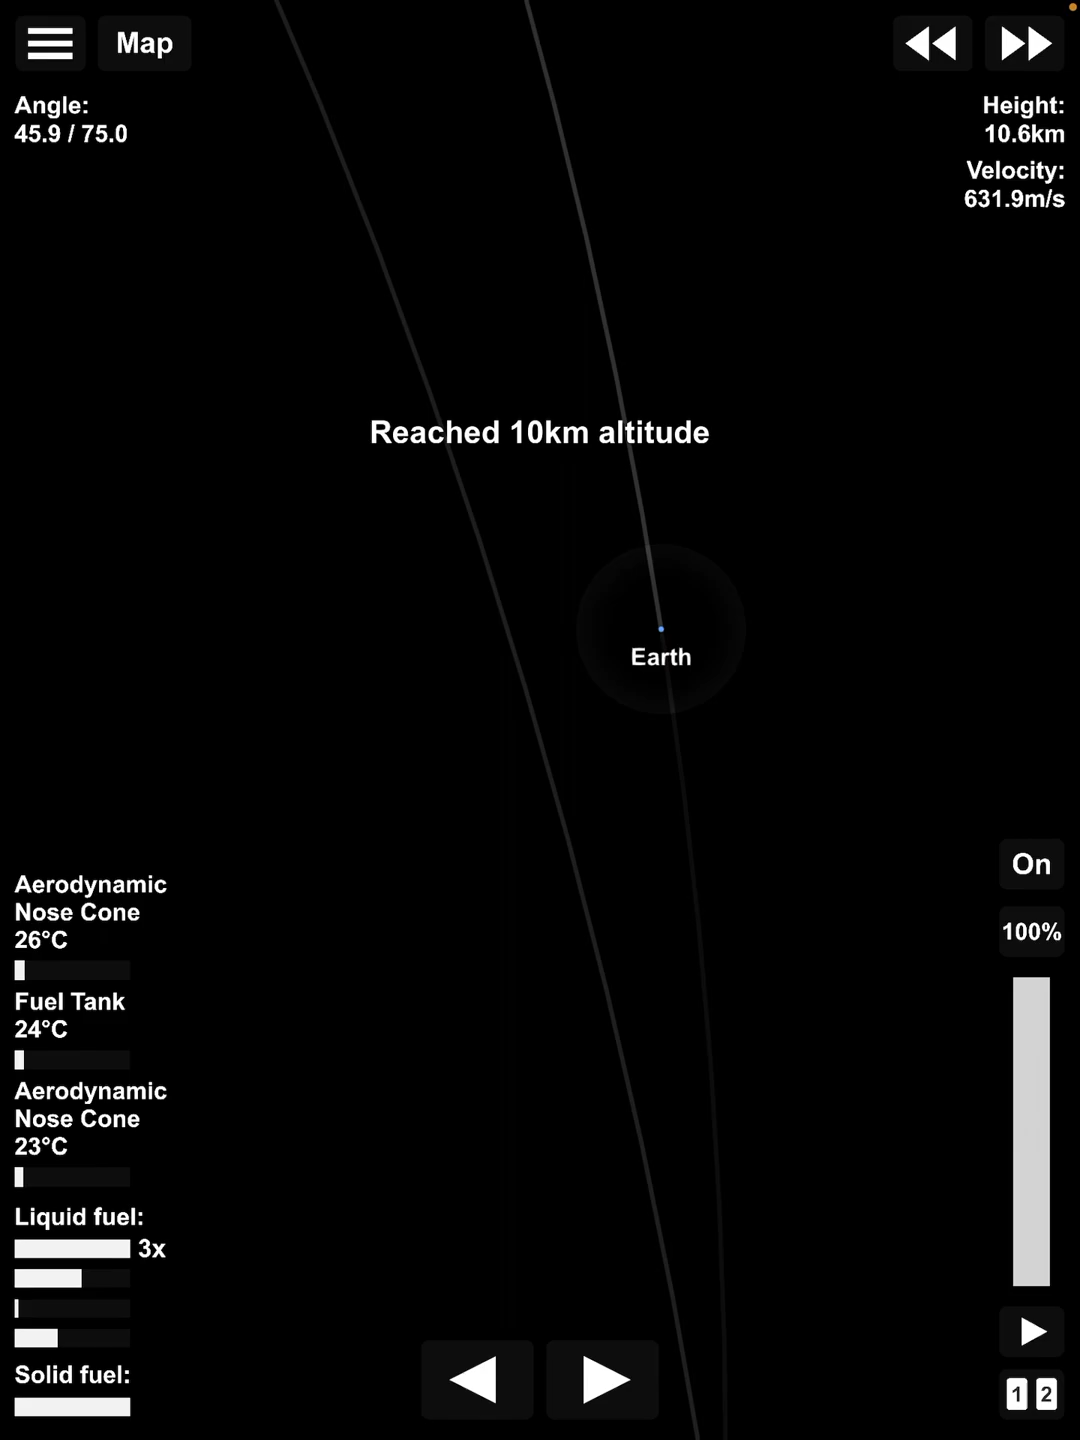 Map
Angle:
45.9 / 75.0
Height:
10.6km
Velocity:
631.9m/s
Reached 10km altitude
Earth
Aerodynamic
Nose Cone
26°C
Fuel Tank
24°C
Aerodynamic
Nose Cone
23°C
Liquid fuel:
3x
Solid fuel:
On
100%
1 2